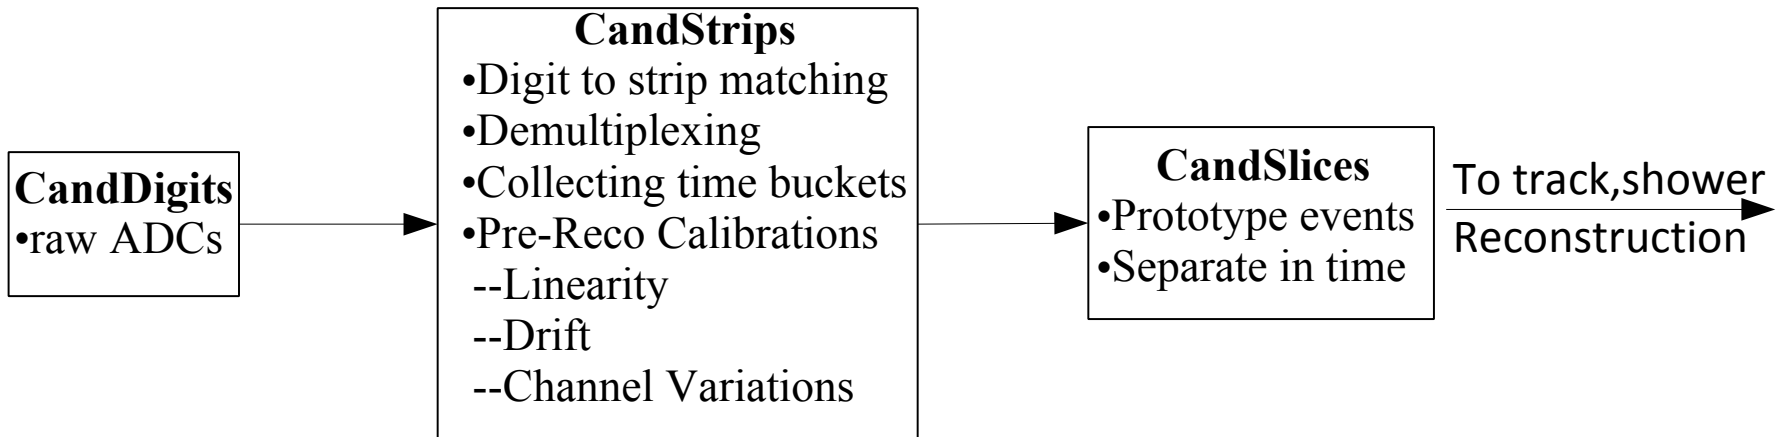 CandDigits
•raw ADCs
CandStrips
•Digit to strip matching
•Demultiplexing
•Collecting time buckets
•Pre-Reco Calibrations
--Linearity
--Drift
--Channel Variations
CandSlices
•Prototype events
•Separate in time
To track,shower
Reconstruction